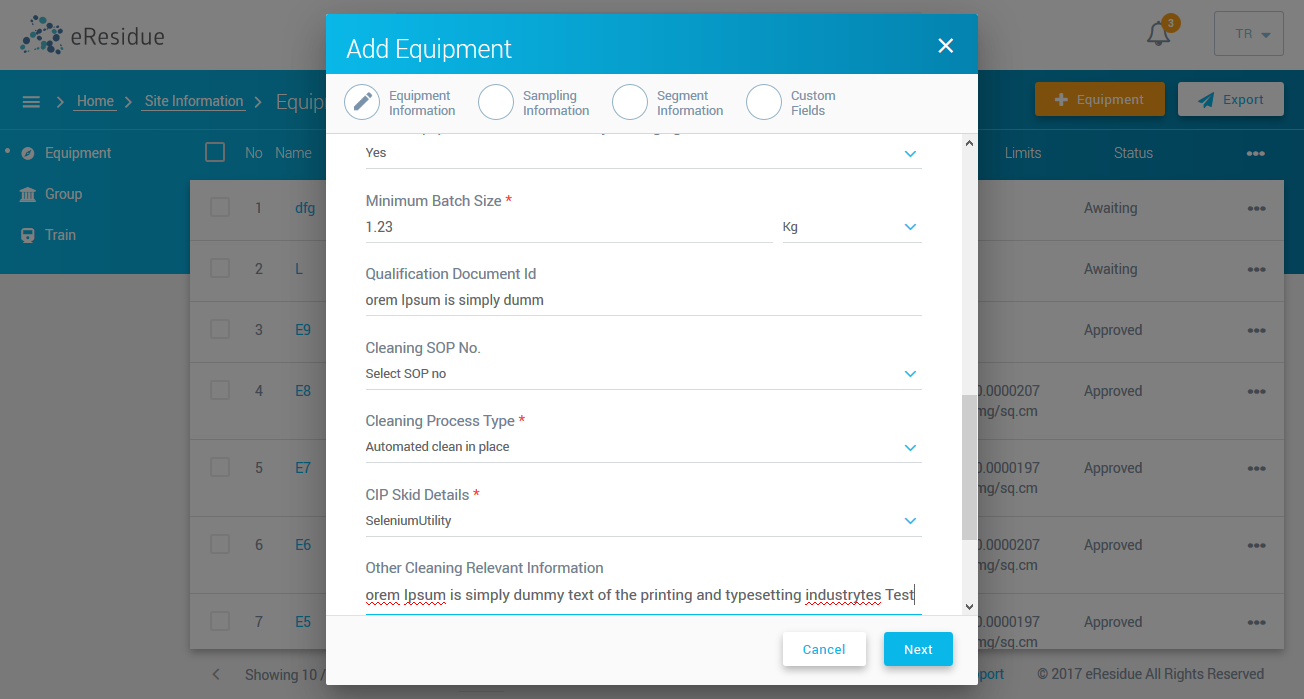 eResidue
Add Equipment
3
TR
Equipment
Information
Sampling
Information
Segment
Information
Custom
Fields
Home
Site Information
Equip
Equipment
Export
Equipment
Group
Train
No Name
Limits
Status
1 dfg
Awaiting
2 L
Awaiting
3 E9
Approved
4 E8
0.0000207
mg/sq.cm
Approved
5 E7
0.0000197
mg/sq.cm
Approved
6 E6
0.0000207
mg/sq.cm
Approved
7 E5
0.0000197
mg/sq.cm
Approved
Yes
Minimum Batch Size *
1.23 Kg
Qualification Document Id
orem Ipsum is simply dumm
Cleaning SOP No.
Select SOP no
Cleaning Process Type *
Automated clean in place
CIP Skid Details *
SeleniumUtility
Other Cleaning Relevant Information
orem Ipsum is simply dummy text of the printing and typesetting industrytes Test
Cancel
Next
Showing 10 /
port
© 2017 eResidue All Rights Reserved